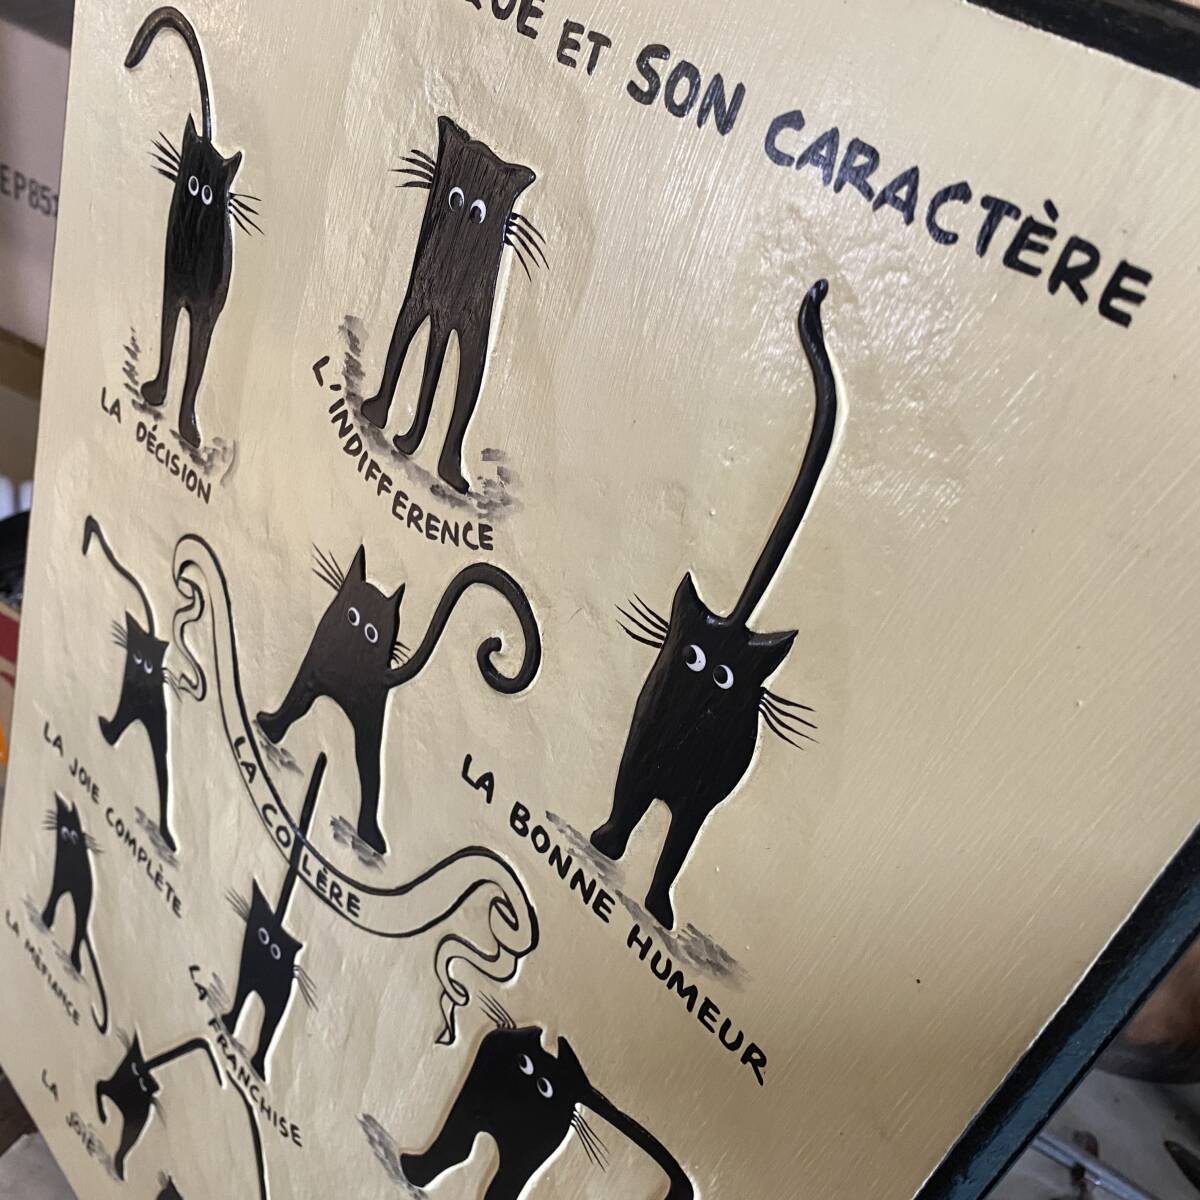 ET SON CARACTÈRE
LA DÉCISION
L'INDIFFERENCE
LA JOIE COMPLÈTE
LA COLÈRE
LA BONNE HUMEUR
LA MÉFIANCE
LA FRANCHISE
LA JOIE